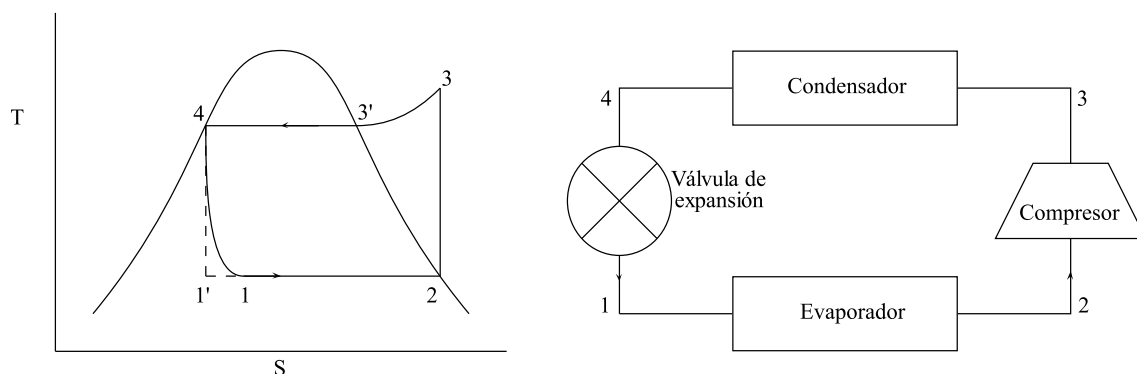 T
4
3'
3
1'
1
2
S
Condensador
4
3
Válvula de
expansión
Compresor
1
Evaporador
2